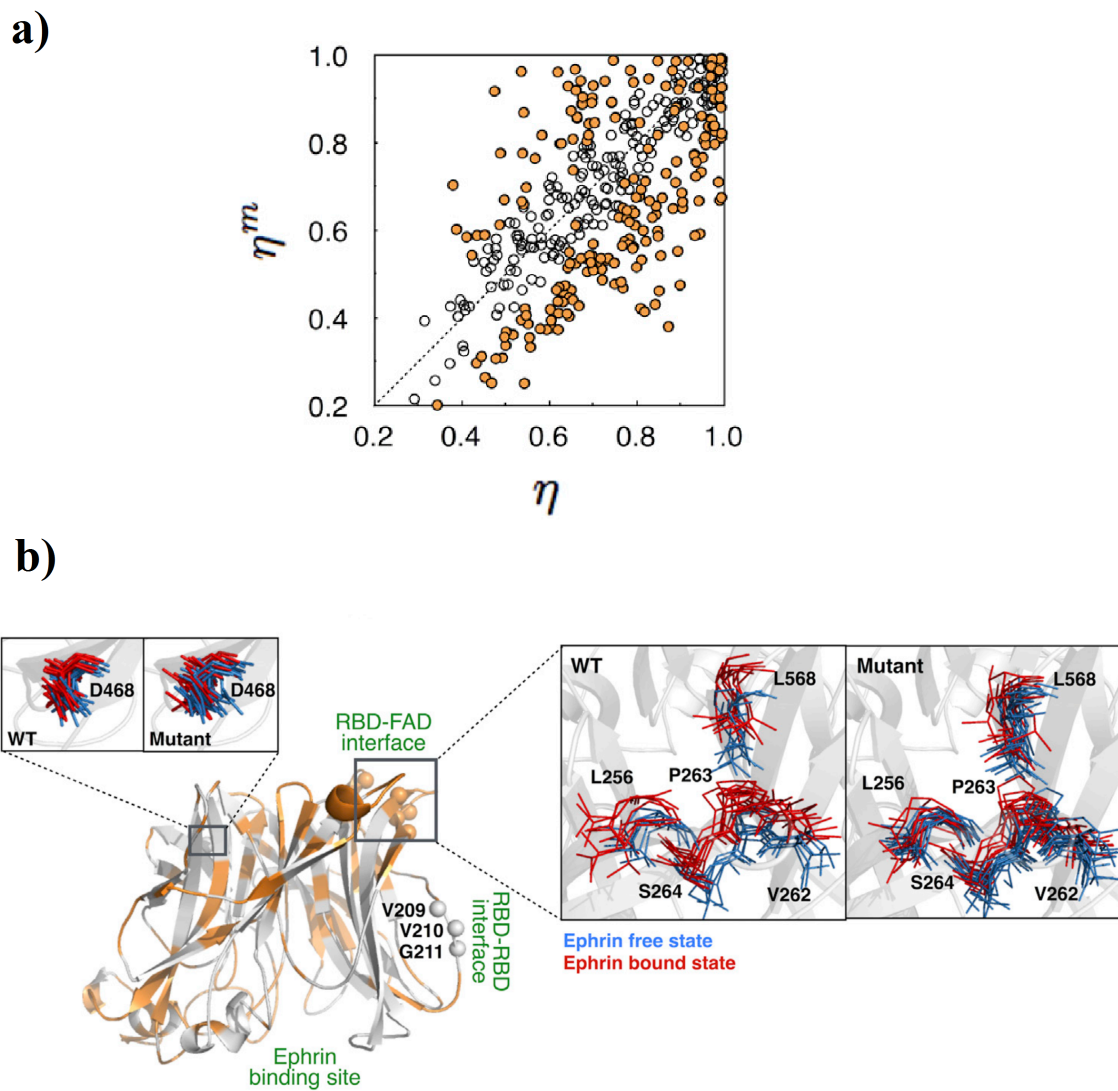 a)
1.0
0.8
0.6
0.4
0.2
η^m
0.2 0.4 0.6 0.8 1.0
η
b)
D468
WT
D468
Mutant
RBD-FAD
interface
V209
V210
G211
RBD-RBD
interface
Ephrin
binding site
WT
L568
L256
P263
S264
V262
Mutant
L568
L256
P263
S264
V262
Ephrin free state
Ephrin bound state